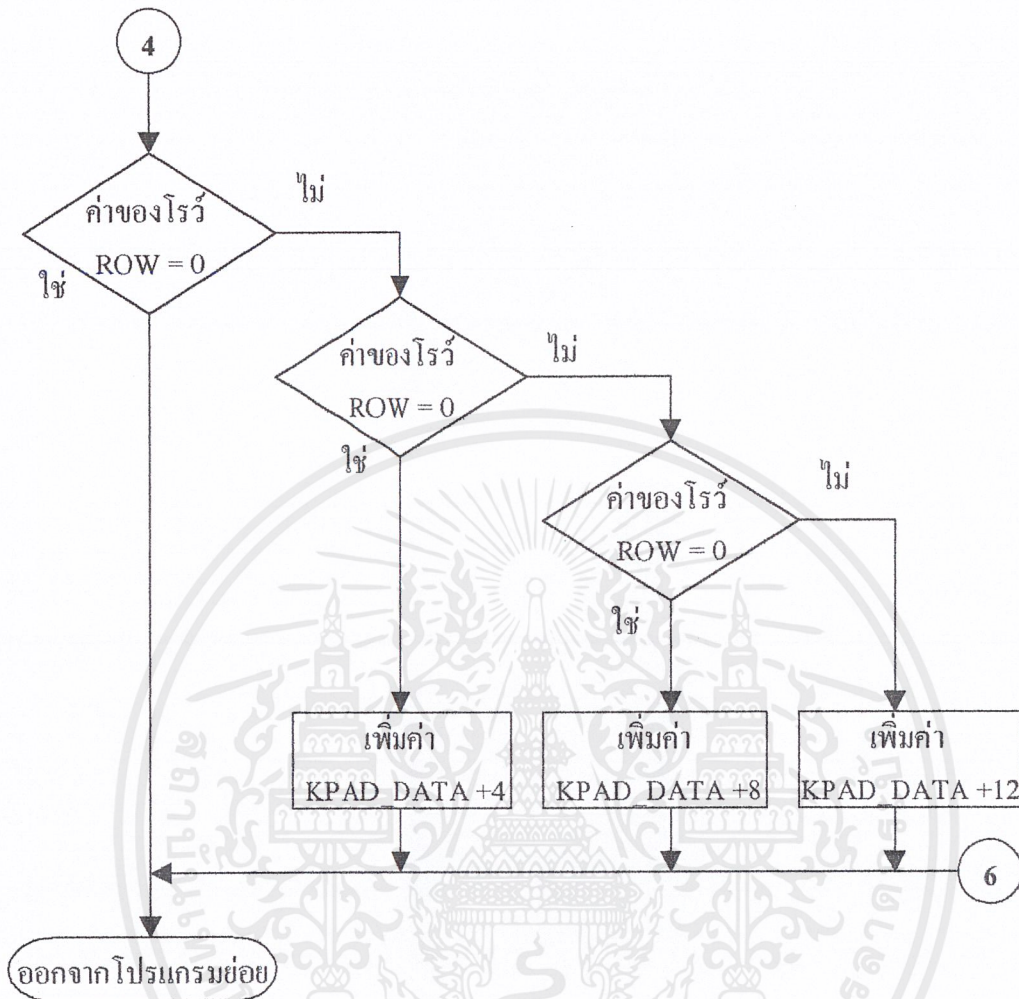 4
ค่าของโรว์
ROW = 0
ไม่
ใช่
ค่าของโรว์
ROW = 0
ไม่
ใช่
ค่าของโรว์
ROW = 0
ไม่
ใช่
เพิ่มค่า
KPAD_DATA +4
เพิ่มค่า
KPAD_DATA +8
เพิ่มค่า
KPAD_DATA +12
6
ออกจากโปรแกรมย่อย